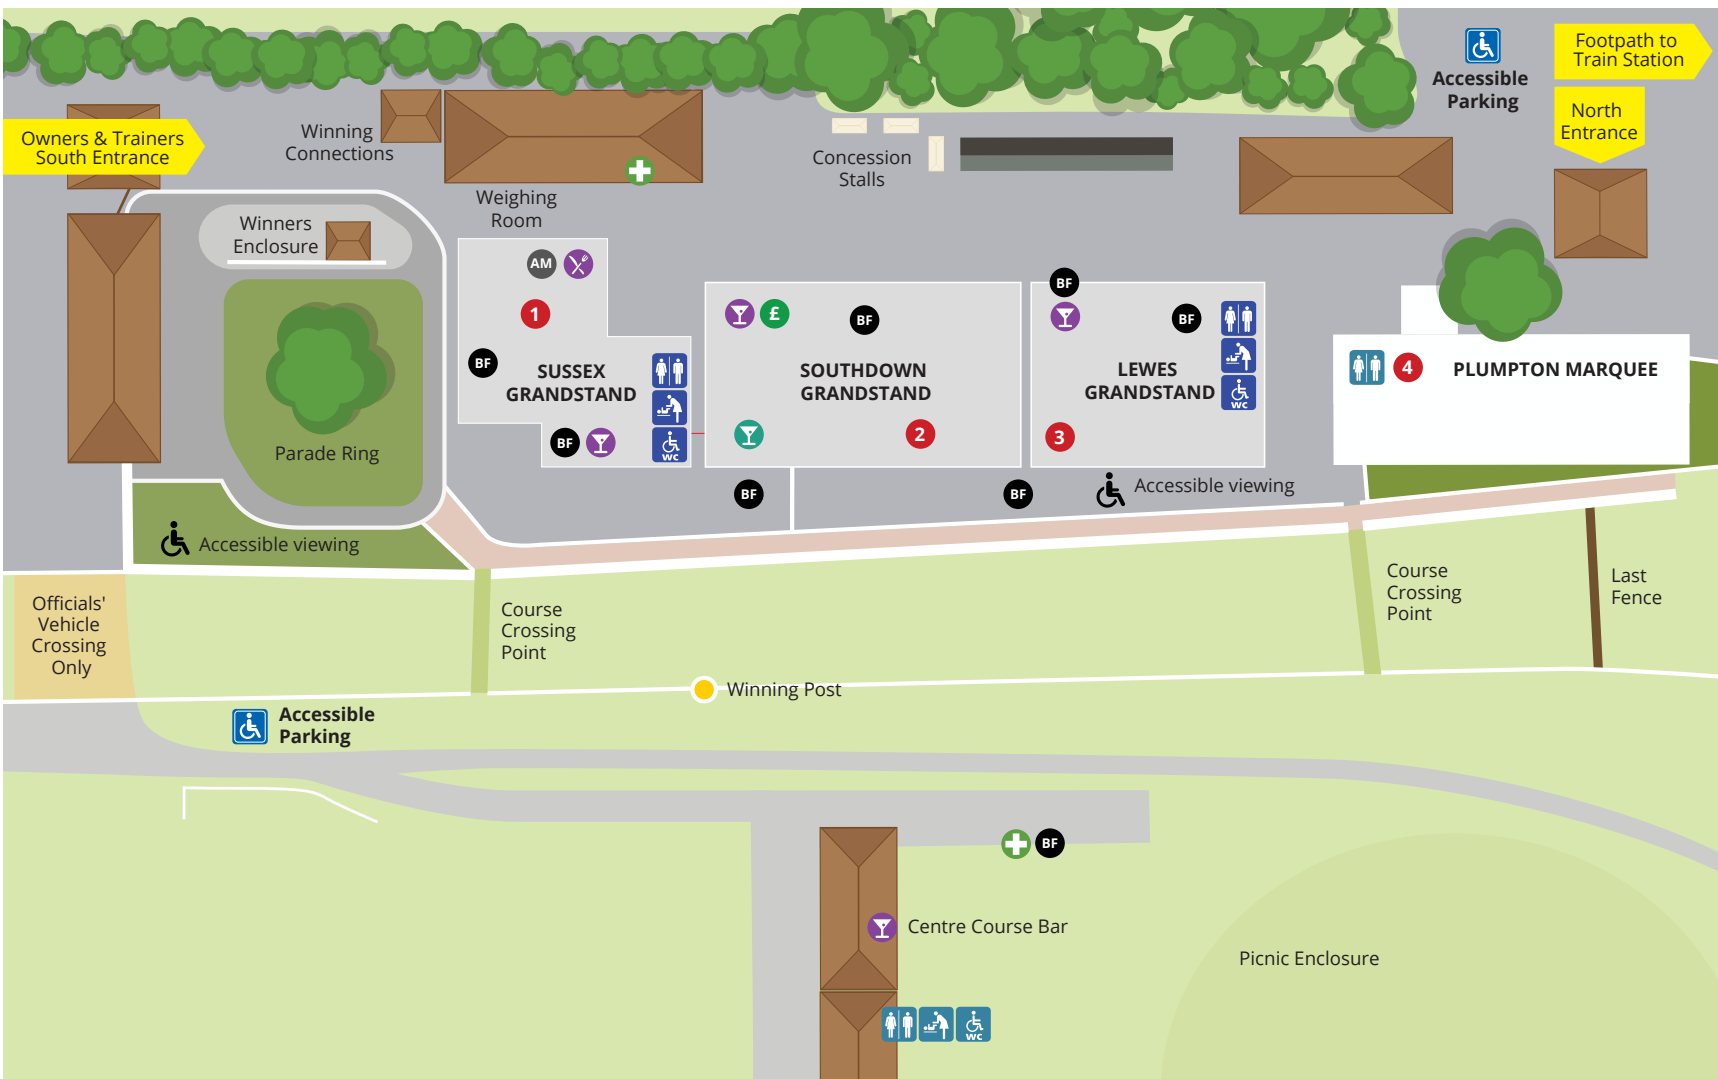 Accessible
Parking
Footpath to
Train Station
North
Entrance
Owners & Trainers
South Entrance
Winning
Connections
Weighing
Room
Concession
Stalls
Winners
Enclosure
AM
1
BF
SUSSEX
GRANDSTAND
BF
WC
£
BF
SOUTHDOWN
GRANDSTAND
2
BF
BF
BF
LEWES
GRANDSTAND
WC
3
BF
Accessible viewing
4
PLUMPTON MARQUEE
Parade Ring
Accessible viewing
Officials'
Vehicle
Crossing
Only
Course
Crossing
Point
Course
Crossing
Point
Last
Fence
Winning Post
Accessible
Parking
BF
Centre Course Bar
Picnic Enclosure
WC